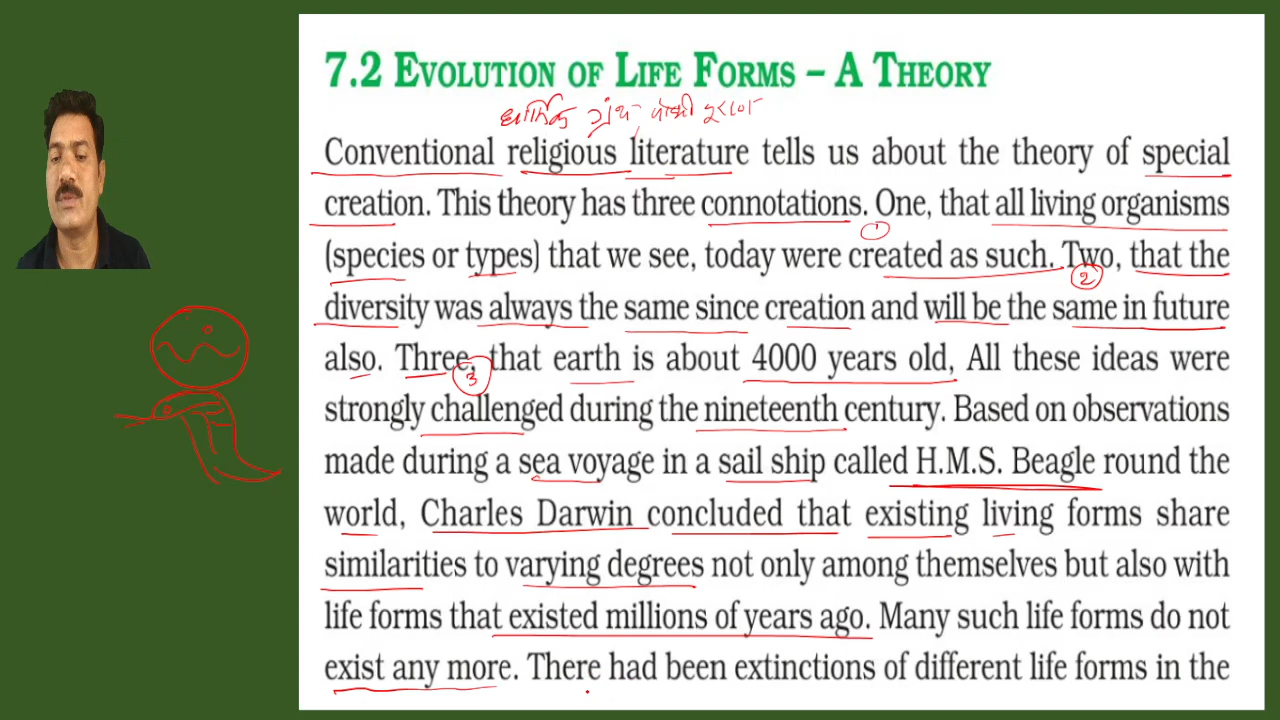 7.2 EVOLUTION OF LIFE FORMS – A THEORY
धार्मिक ग्रंथ पोथी पुराण
Conventional religious literature tells us about the theory of special
creation. This theory has three connotations. One, that all living organisms
1
(species or types) that we see, today were created as such. Two, that the
2
diversity was always the same since creation and will be the same in future
also. Three, that earth is about 4000 years old, All these ideas were
3
strongly challenged during the nineteenth century. Based on observations
made during a sea voyage in a sail ship called H.M.S. Beagle round the
world, Charles Darwin concluded that existing living forms share
similarities to varying degrees not only among themselves but also with
life forms that existed millions of years ago. Many such life forms do not
exist any more. There had been extinctions of different life forms in the